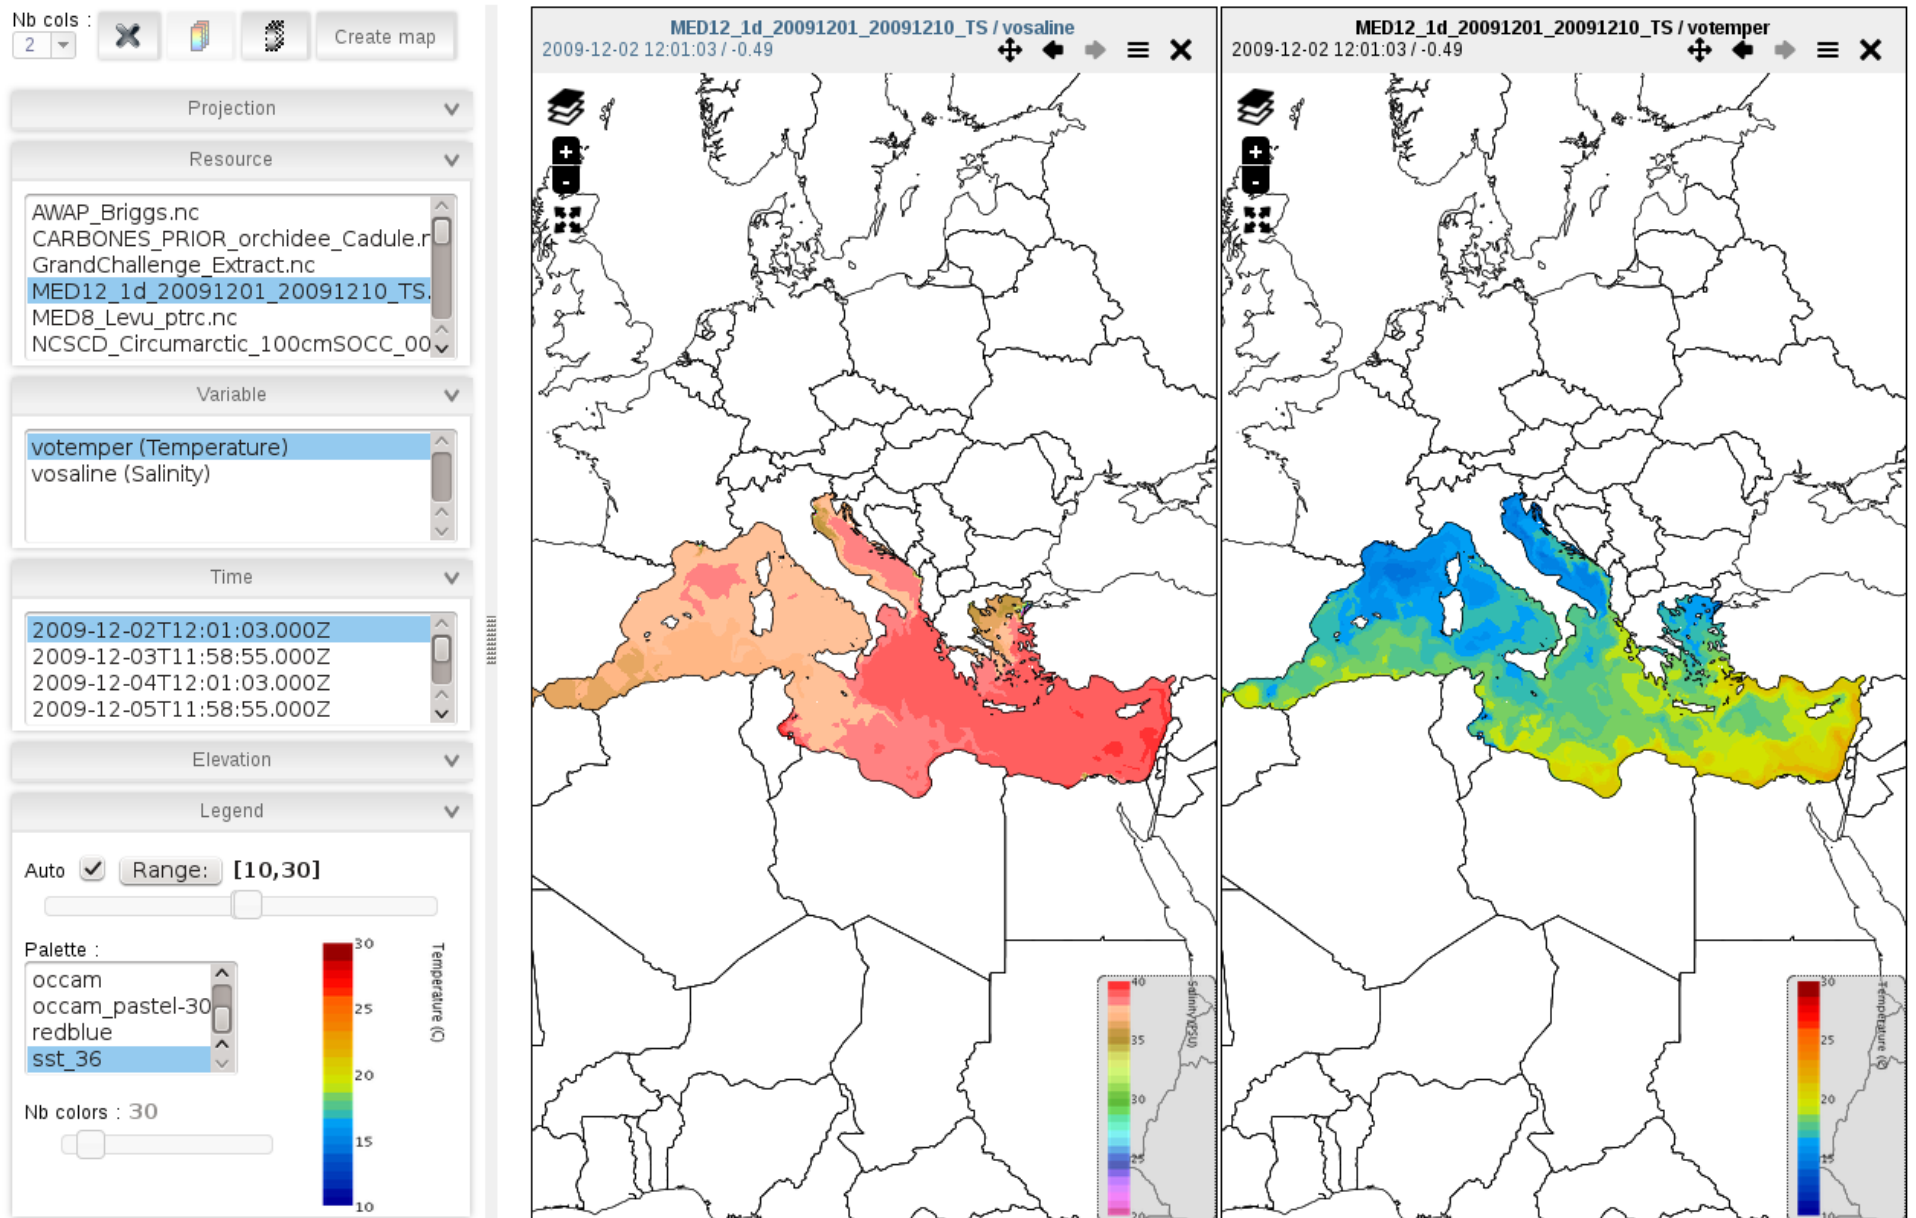 Nb cols :
2
Create map
Projection
Resource
AWAP_Briggs.nc
CARBONES_PRIOR_orchidee_Cadule.r
GrandChallenge_Extract.nc
MED12_1d_20091201_20091210_TS.
MED8_Levu_ptrc.nc
NCSCD_Circumarctic_100cmSOCC_00
Variable
votemper (Temperature)
vosaline (Salinity)
Time
2009-12-02T12:01:03.000Z
2009-12-03T11:58:55.000Z
2009-12-04T12:01:03.000Z
2009-12-05T11:58:55.000Z
Elevation
Legend
Auto Range: [10,30]
Palette :
occam
occam_pastel-30
redblue
sst_36
Nb colors : 30
30
25
20
15
10
Temperature (C)
MED12_1d_20091201_20091210_TS / vosaline
2009-12-02 12:01:03 / -0.49
+
-
40
35
30
25
20
Salinity (PSU)
MED12_1d_20091201_20091210_TS / votemper
2009-12-02 12:01:03 / -0.49
+
-
30
25
20
15
10
Temperature (C)